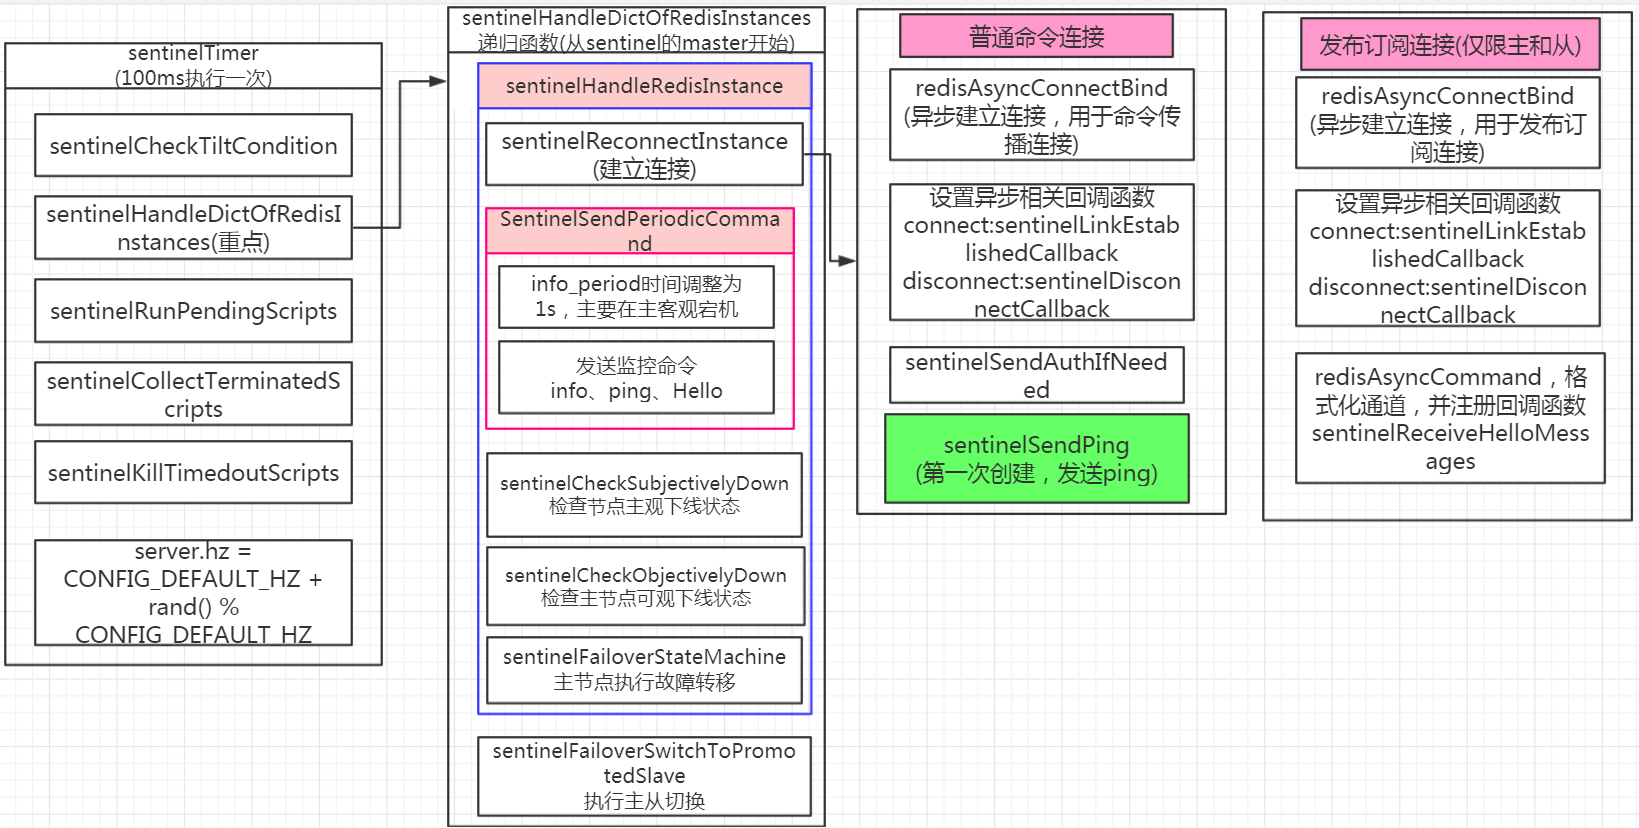 sentinelTimer
(100ms执行一次)
sentinelCheckTiltCondition
sentinelHandleDictOfRedisI
nstances(重点)
sentinelRunPendingScripts
sentinelCollectTerminatedS
cripts
sentinelKillTimedoutScripts
server.hz =
CONFIG_DEFAULT_HZ +
rand() %
CONFIG_DEFAULT_HZ
sentinelHandleDictOfRedisInstances
递归函数(从sentinel的master开始)
sentinelHandleRedisInstance
sentinelReconnectInstance
(建立连接)
SentinelSendPeriodicComma
nd
info_period时间调整为
1s，主要在主客观宕机
发送监控命令
info、ping、Hello
sentinelCheckSubjectivelyDown
检查节点主观下线状态
sentinelCheckObjectivelyDown
检查主节点可观下线状态
sentinelFailoverStateMachine
主节点执行故障转移
sentinelFailoverSwitchToPromo
tedSlave
执行主从切换
普通命令连接
redisAsyncConnectBind
(异步建立连接，用于命令传
播连接)
设置异步相关回调函数
connect:sentinelLinkEstab
lishedCallback
disconnect:sentinelDiscon
nectCallback
sentinelSendAuthIfNeed
ed
sentinelSendPing
(第一次创建，发送ping)
发布订阅连接(仅限主和从)
redisAsyncConnectBind
(异步建立连接，用于发布订
阅连接)
设置异步相关回调函数
connect:sentinelLinkEstab
lishedCallback
disconnect:sentinelDiscon
nectCallback
redisAsyncCommand，格
式化通道，并注册回调函数
sentinelReceiveHelloMess
ages